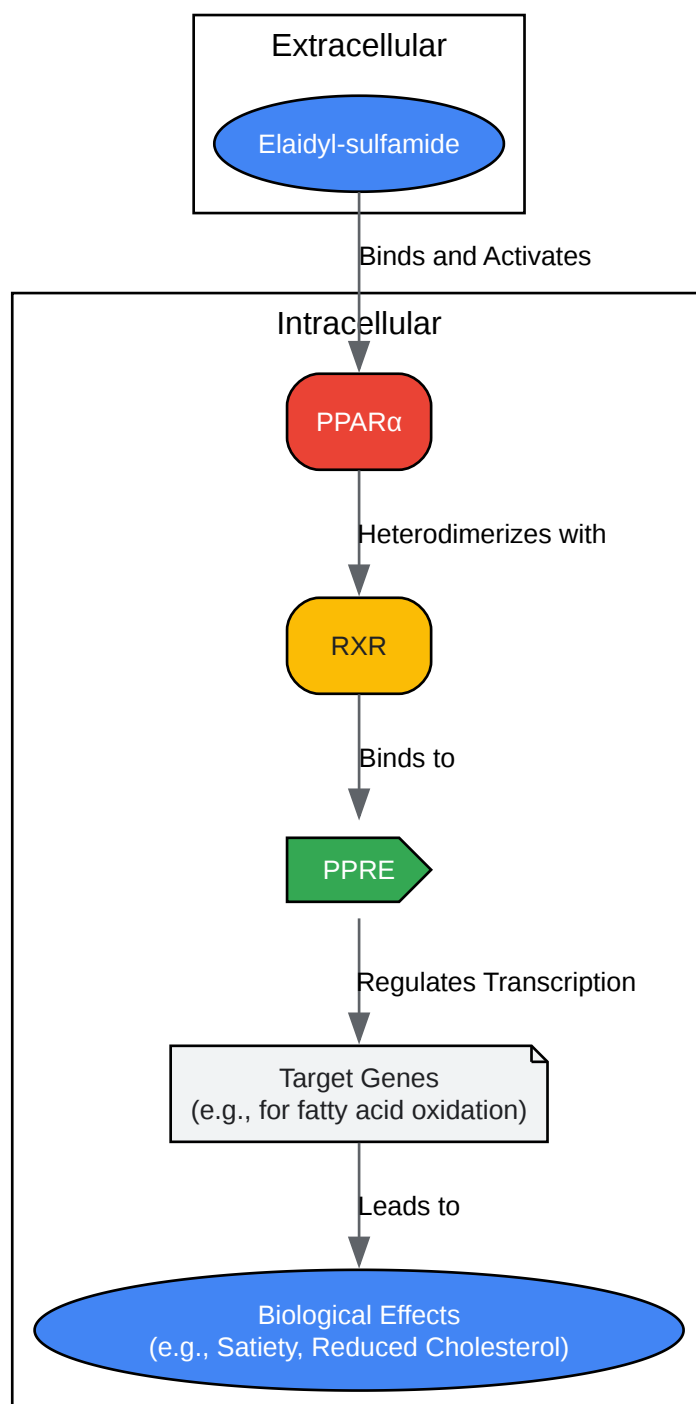 Extracellular
Elaidyl-sulfamide
Binds and Activates
Intracellular
PPARα
Heterodimerizes with
RXR
Binds to
PPRE
Regulates Transcription
Target Genes
(e.g., for fatty acid oxidation)
Leads to
Biological Effects
(e.g., Satiety, Reduced Cholesterol)